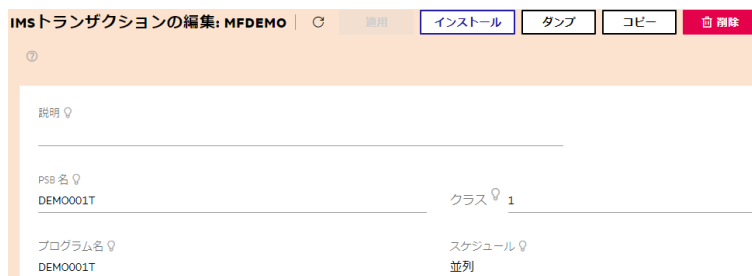 IMSトランザクションの編集: MFDEMO 適用 インストール ダンプ コピー 削除
説明
PSB 名
DEMO001T
クラス 1
プログラム名 スケジュール
DEMO001T 並列